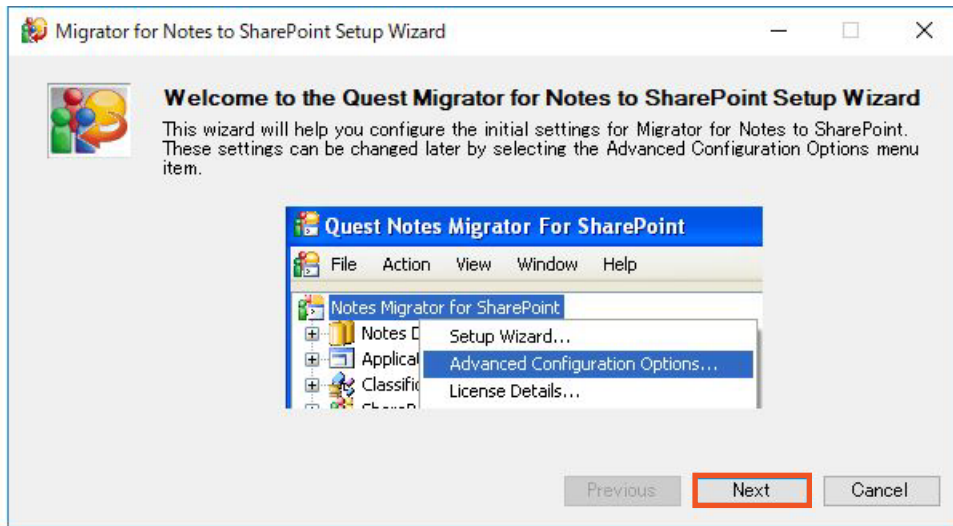 Migrator for Notes to SharePoint Setup Wizard
Welcome to the Quest Migrator for Notes to SharePoint Setup Wizard
This wizard will help you configure the initial settings for Migrator for Notes to SharePoint.
These settings can be changed later by selecting the Advanced Configuration Options menu
item.
Quest Notes Migrator For SharePoint
File Action View Window Help
Notes Migrator for SharePoint
Notes D
Setup Wizard...
Applicat
Advanced Configuration Options...
Classific
License Details...
Previous Next Cancel